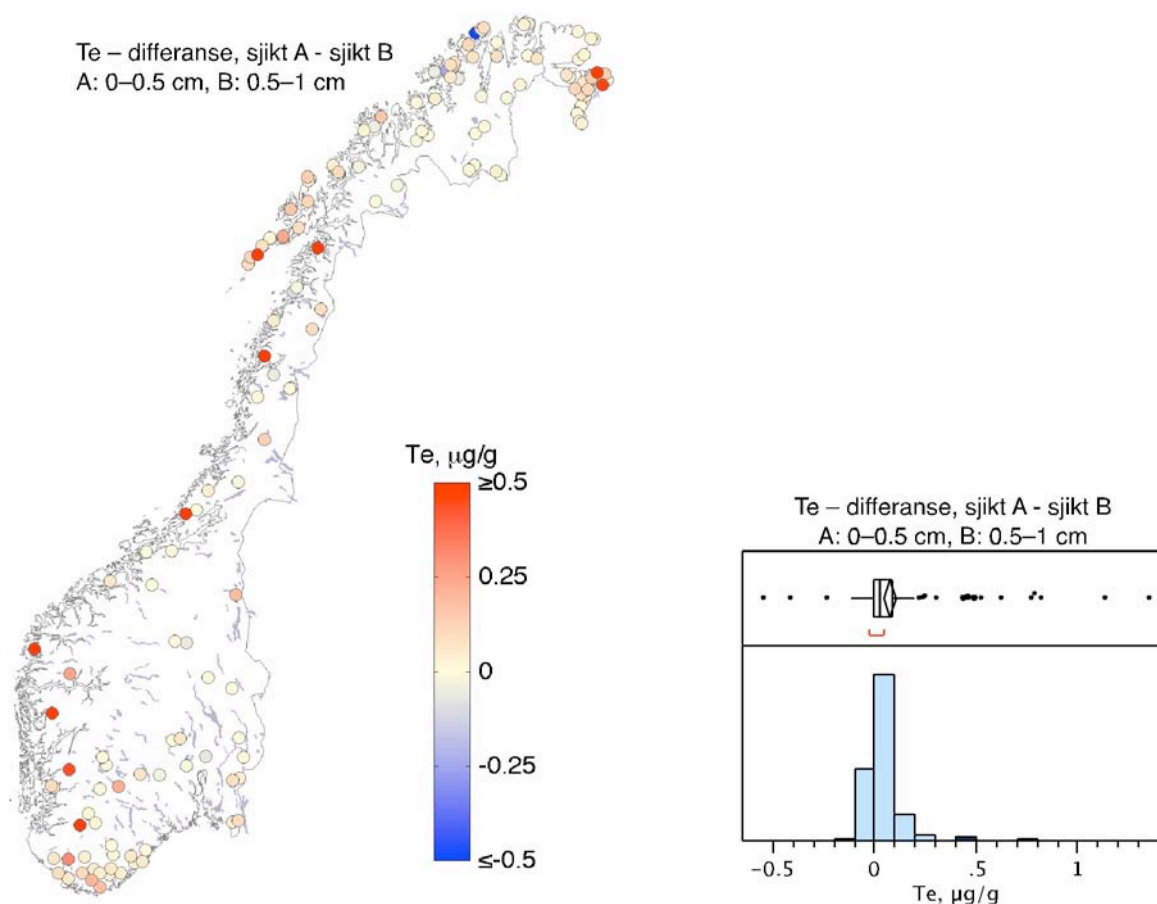 Te – differanse, sjikt A - sjikt B
A: 0–0.5 cm, B: 0.5–1 cm
Te, µg/g
≥0.5
0.25
0
-0.25
≤-0.5
Te – differanse, sjikt A - sjikt B
A: 0–0.5 cm, B: 0.5–1 cm
-0.5 0 .5 1
Te, µg/g